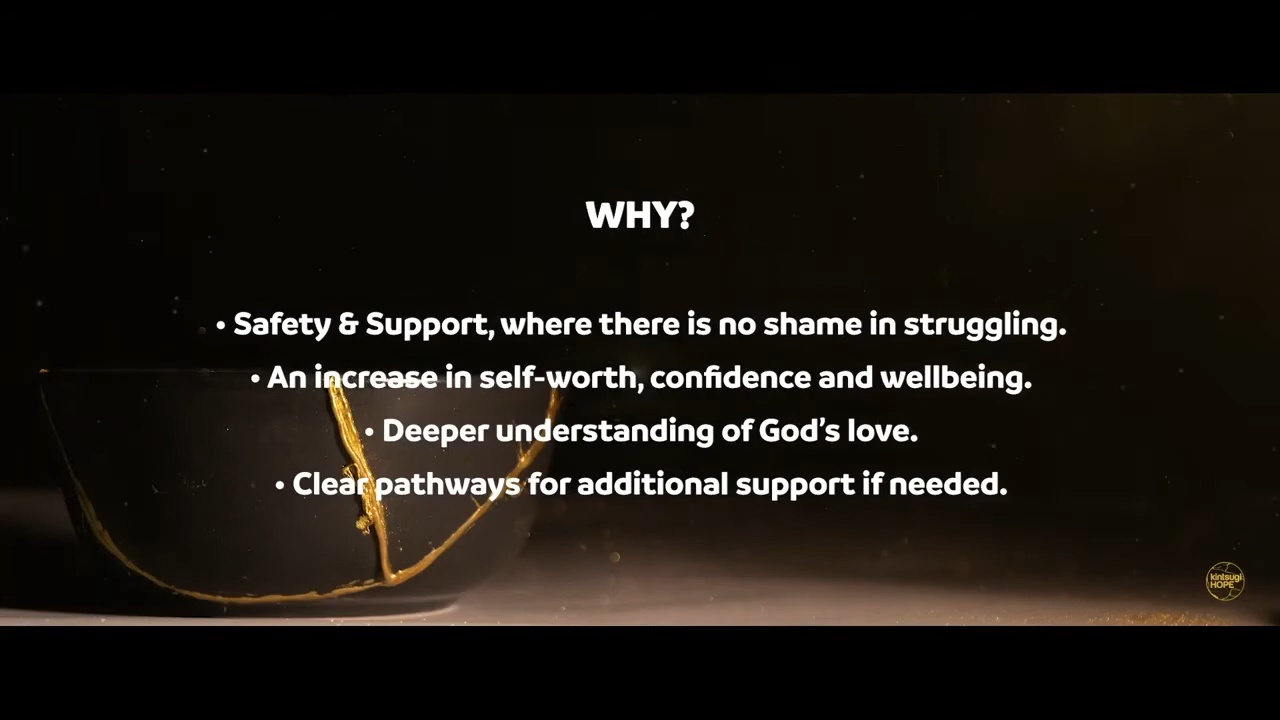 WHY?
• Safety & Support, where there is no shame in struggling.
• An increase in self-worth, confidence and wellbeing.
• Deeper understanding of God’s love.
• Clear pathways for additional support if needed.
kintsugi
HOPE